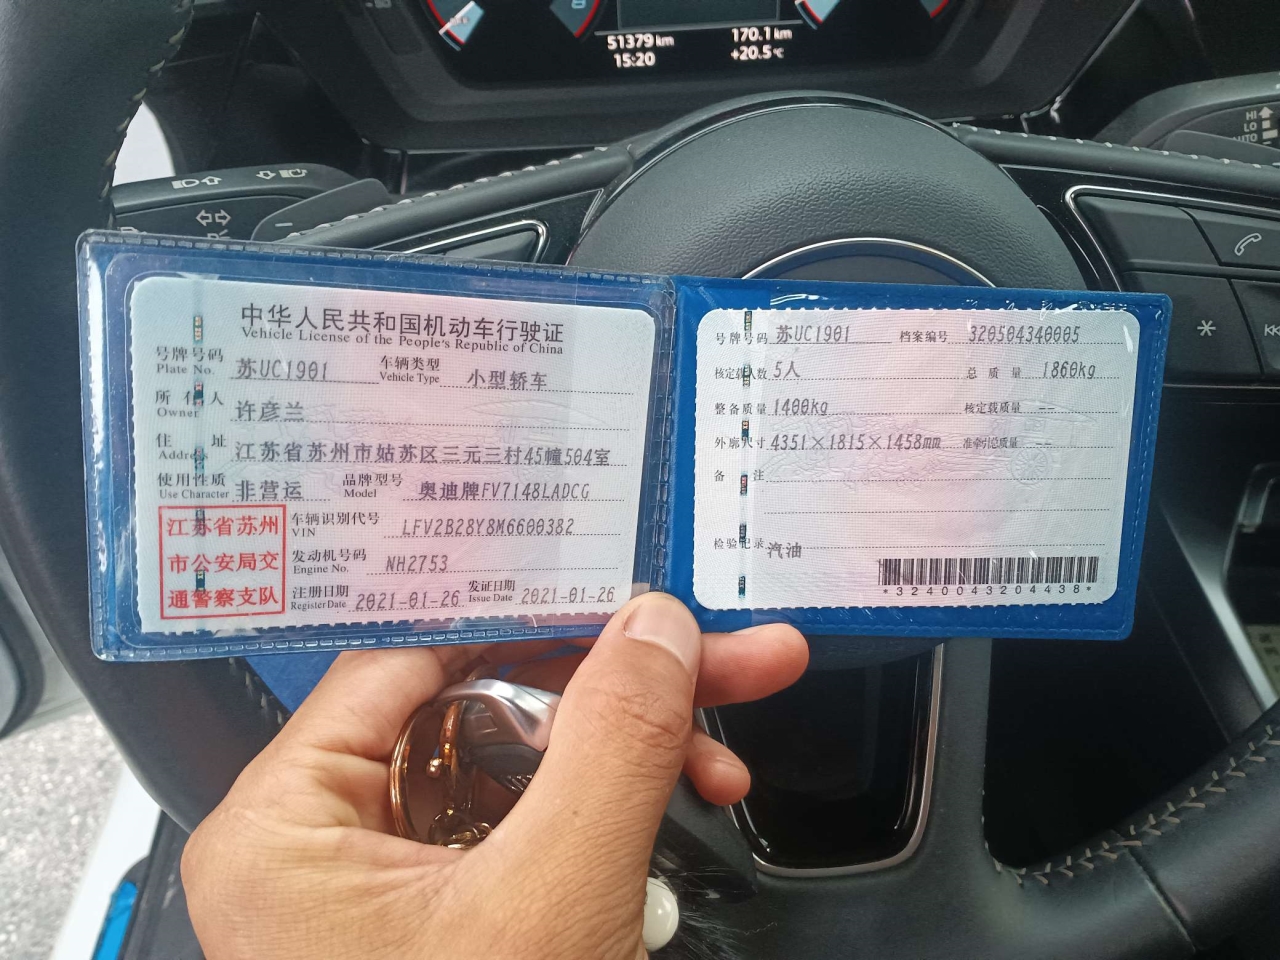 51379 km
170.1 km
15:20
+20.5 ℃
HI
LO
AUTO
中华人民共和国机动车行驶证
Vehicle License of the People's Republic of China
号牌号码 苏UC1901 车辆类型 小型轿车
Plate No. Vehicle Type
所有人 许彦兰
Owner
住址 江苏省苏州市姑苏区三元三村45幢504室
Address
使用性质 非营运 品牌型号 奥迪牌FV7148LADCG
Use Character Model
江苏省苏州
市公安局交
通警察支队
车辆识别代号 LFV2B28Y8M6600382
VIN
发动机号码 NH2753
Engine No.
注册日期 2021-01-26 发证日期 2021-01-26
Register Date Issue Date
号牌号码 苏UC1901 档案编号 320504340005
核定载人数 5人 总质量 1860kg
整备质量 1400kg 核定载质量 --
外廓尺寸 4351×1815×1458mm 准牵引总质量 --
备注
检验记录 汽油
*3240043204438*